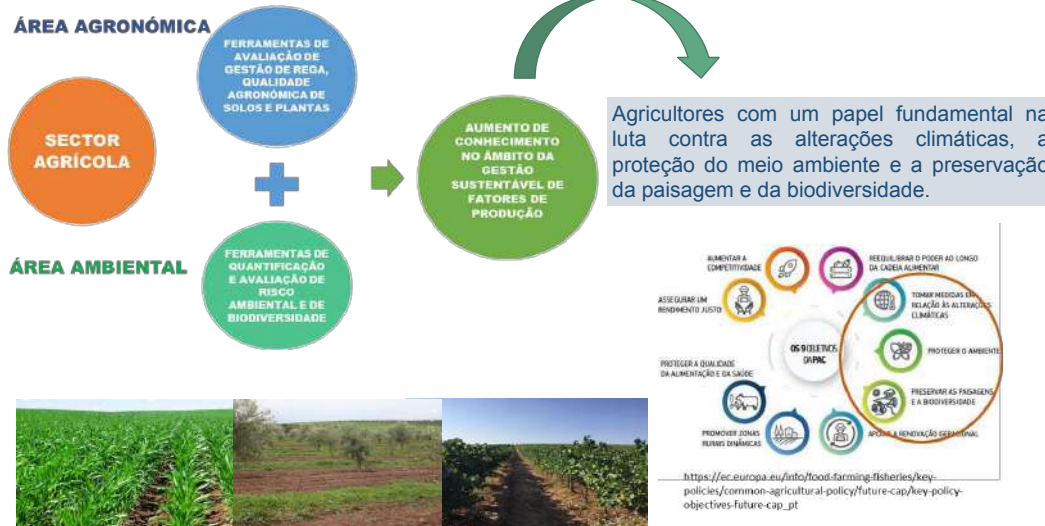 ÁREA AGRONÓMICA
FERRAMENTAS DE
AVALIAÇÃO DE
GESTÃO DE REGA,
QUALIDADE
AGRONÓMICA DE
SOLOS E PLANTAS
SECTOR
AGRÍCOLA
ÁREA AMBIENTAL
FERRAMENTAS DE
QUANTIFICAÇÃO
E AVALIAÇÃO DE
RISCO
AMBIENTAL E DE
BIODIVERSIDADE
AUMENTO DE
CONHECIMENTO
NO ÂMBITO DA
GESTÃO
SUSTENTÁVEL DE
FATORES DE
PRODUÇÃO
Agricultores com um papel fundamental na
luta contra as alterações climáticas, a
proteção do meio ambiente e a preservação
da paisagem e da biodiversidade.
AUMENTAR A
COMPETITIVIDADE
REEQUILIBRAR O PODER AO LONGO
DA CADEIA ALIMENTAR
ASSEGURAR UM
RENDIMENTO JUSTO
TOMAR MEDIDAS EM
RELAÇÃO ÀS ALTERAÇÕES
CLIMÁTICAS
OS 9 OBJETIVOS
DA PAC
PROTEGER O AMBIENTE
PROTEGER A QUALIDADE
DA ALIMENTAÇÃO E DA SAÚDE
PRESERVAR AS PAISAGENS
E A BIODIVERSIDADE
PROMOVER ZONAS
RURAIS DINÂMICAS
APOIAR A RENOVAÇÃO GERACIONAL
https://ec.europa.eu/info/food-farming-fisheries/key-
policies/common-agricultural-policy/future-cap/key-policy-
objectives-future-cap_pt